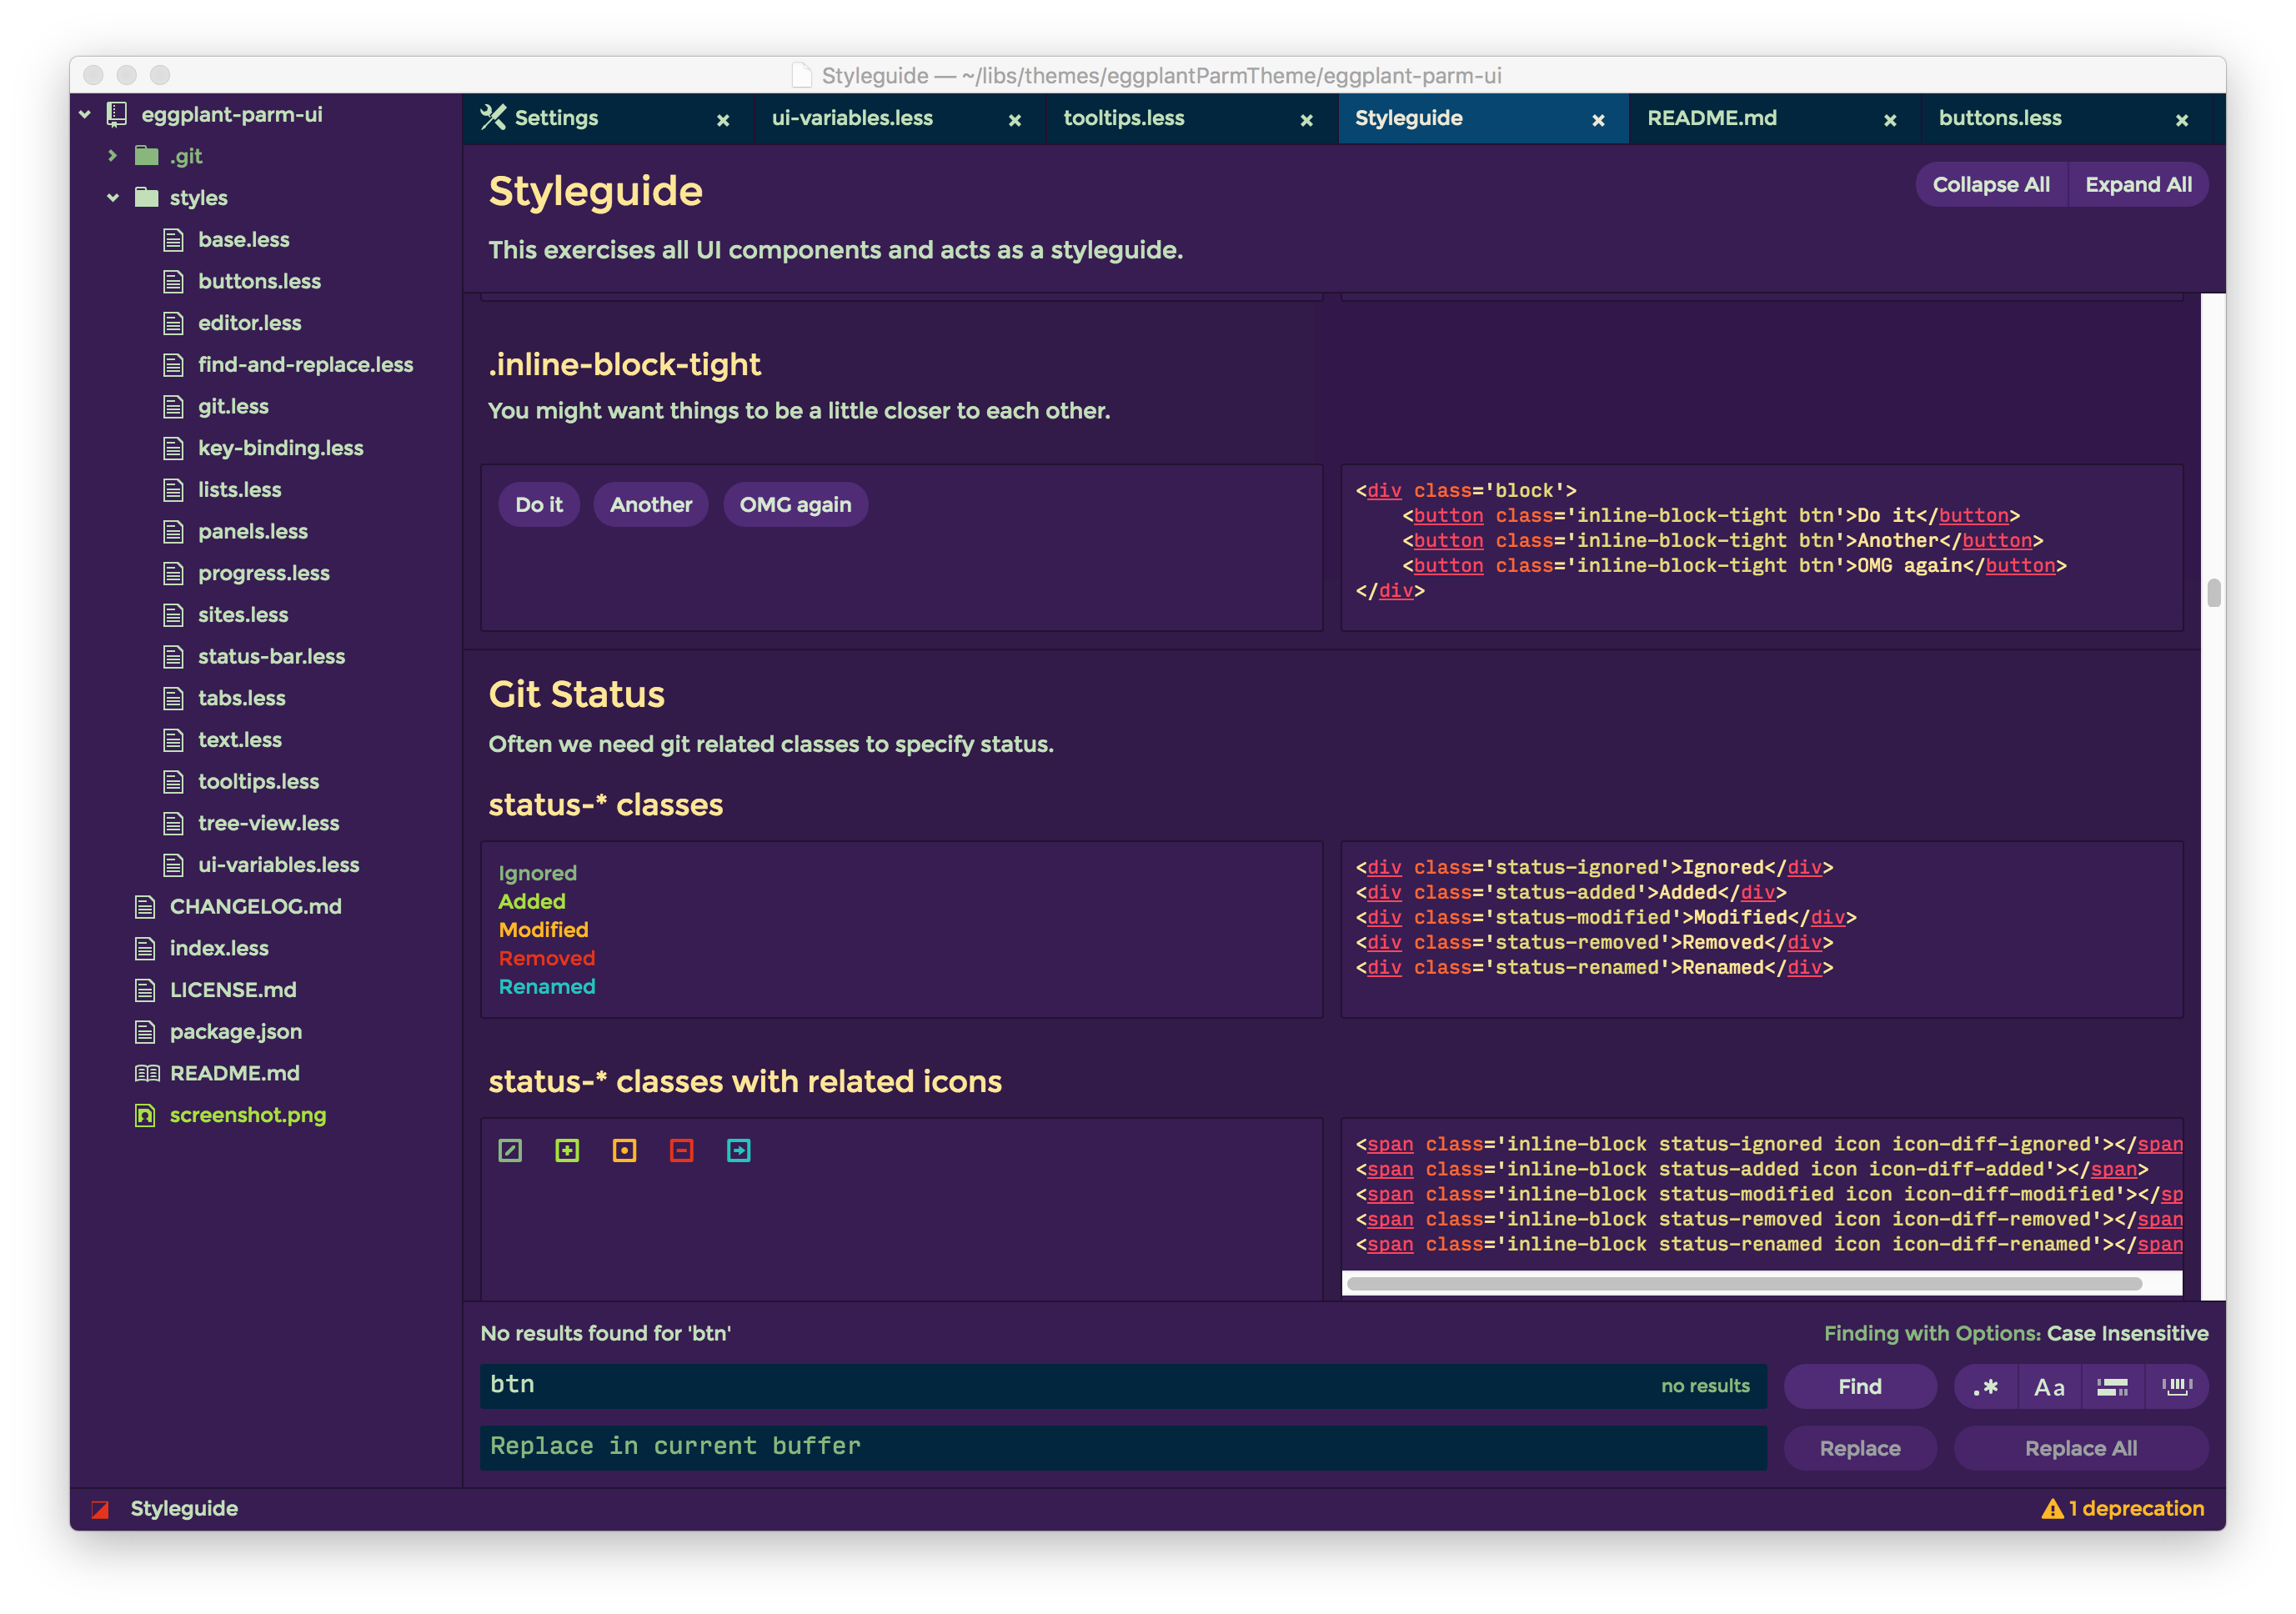 Styleguide — ~/libs/themes/eggplantParmTheme/eggplant-parm-ui
eggplant-parm-ui
.git
styles
base.less
buttons.less
editor.less
find-and-replace.less
git.less
key-binding.less
lists.less
panels.less
progress.less
sites.less
status-bar.less
tabs.less
text.less
tooltips.less
tree-view.less
ui-variables.less
CHANGELOG.md
index.less
LICENSE.md
package.json
README.md
screenshot.png
Settings
ui-variables.less
tooltips.less
Styleguide
README.md
buttons.less
Styleguide
Collapse All
Expand All
This exercises all UI components and acts as a styleguide.
.inline-block-tight
You might want things to be a little closer to each other.
Do it
Another
OMG again
<div class='block'>
    <button class='inline-block-tight btn'>Do it</button>
    <button class='inline-block-tight btn'>Another</button>
    <button class='inline-block-tight btn'>OMG again</button>
</div>
Git Status
Often we need git related classes to specify status.
status-* classes
Ignored
Added
Modified
Removed
Renamed
<div class='status-ignored'>Ignored</div>
<div class='status-added'>Added</div>
<div class='status-modified'>Modified</div>
<div class='status-removed'>Removed</div>
<div class='status-renamed'>Renamed</div>
status-* classes with related icons
<span class='inline-block status-ignored icon icon-diff-ignored'></span
<span class='inline-block status-added icon icon-diff-added'></span>
<span class='inline-block status-modified icon icon-diff-modified'></sp
<span class='inline-block status-removed icon icon-diff-removed'></span
<span class='inline-block status-renamed icon icon-diff-renamed'></span
No results found for 'btn'
Finding with Options: Case Insensitive
btn
no results
Find
.*
Aa
Replace in current buffer
Replace
Replace All
Styleguide
1 deprecation